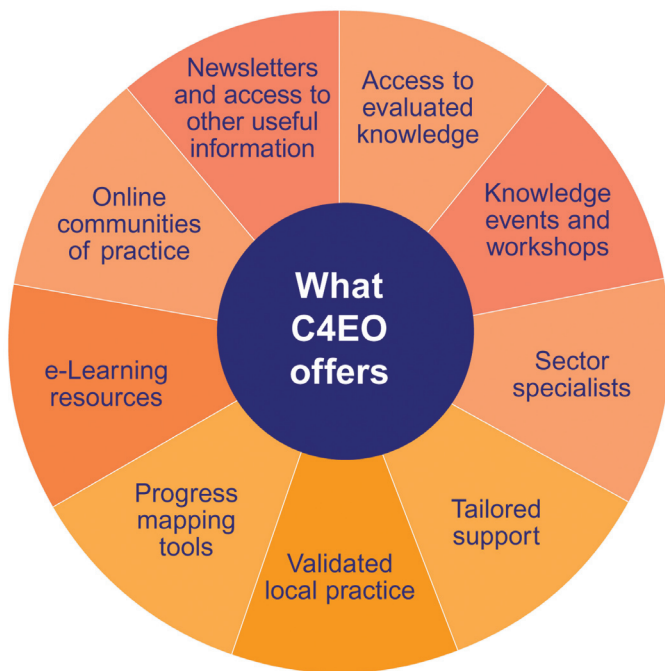 What
C4EO
offers
Access to
evaluated
knowledge
Knowledge
events and
workshops
Sector
specialists
Tailored
support
Validated
local practice
Progress
mapping
tools
e-Learning
resources
Online
communities
of practice
Newsletters
and access to
other useful
information